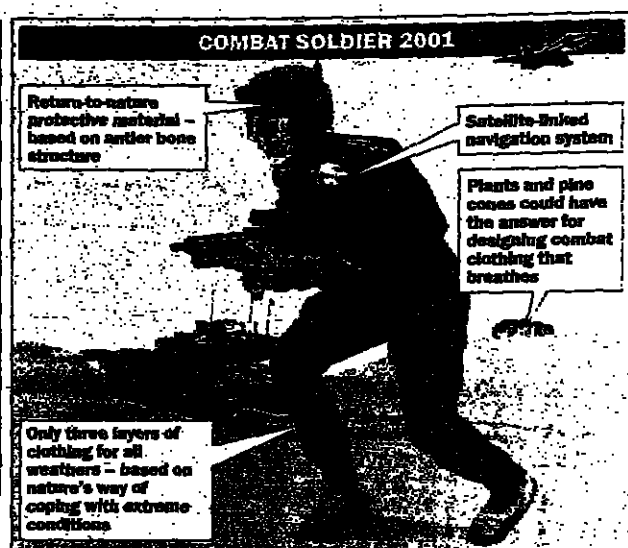 COMBAT SOLDIER 2001
Return-to-nature
protective material –
based on antler bone
structure
Satellite-linked
navigation system
Plants and pine
cones could have
the answer for
designing combat
clothing that
breathes
Only three layers of
clothing for all
weathers – based on
nature's way of
coping with extreme
conditions